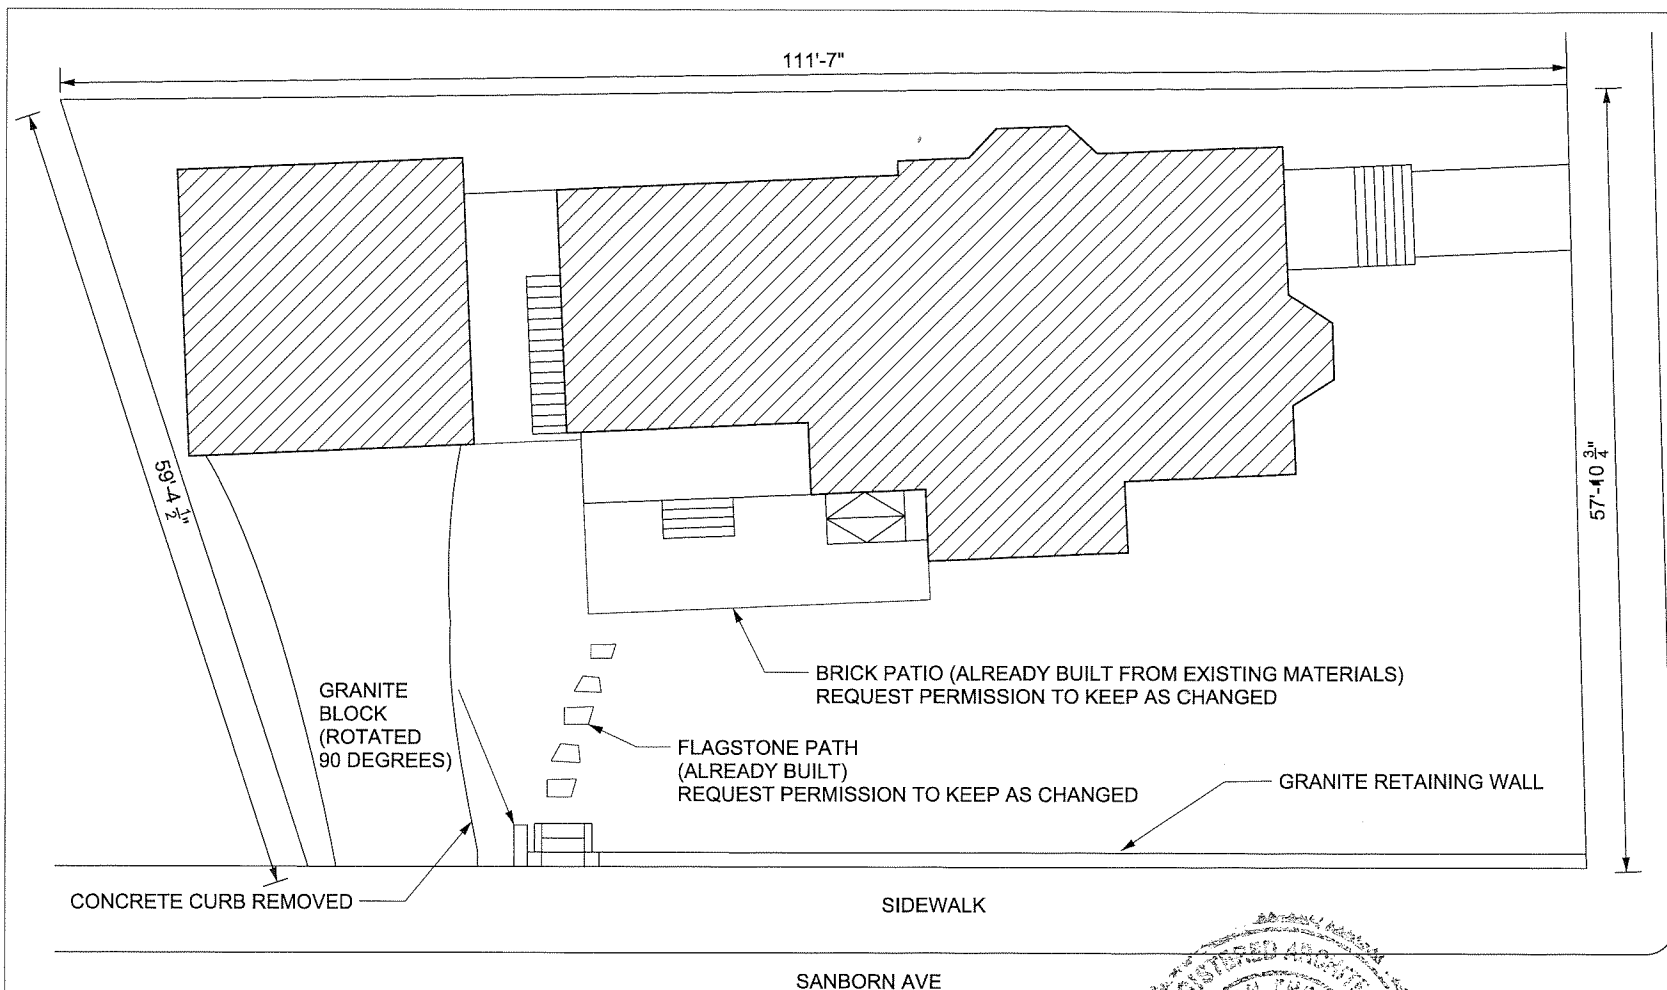 111'-7"
59'-4 1/2"
57'-10 3/4"
GRANITE
BLOCK
(ROTATED
90 DEGREES)
BRICK PATIO (ALREADY BUILT FROM EXISTING MATERIALS)
REQUEST PERMISSION TO KEEP AS CHANGED
FLAGSTONE PATH
(ALREADY BUILT)
REQUEST PERMISSION TO KEEP AS CHANGED
GRANITE RETAINING WALL
CONCRETE CURB REMOVED
SIDEWALK
SANBORN AVE